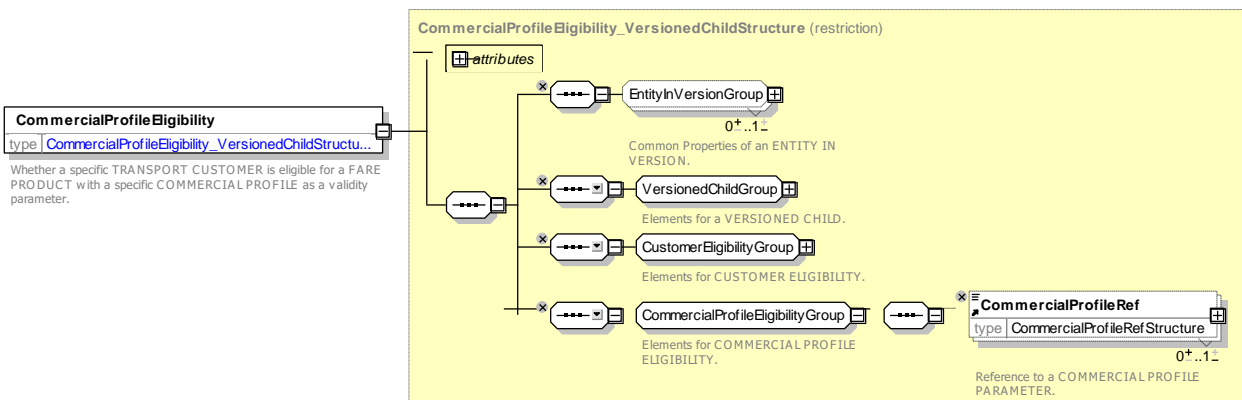 CommercialProfileEligibility_VersionedChildStructure (restriction)
attributes
EntityInVersionGroup
0+..1+
Common Properties of an ENTITY IN
VERSION.
CommercialProfileEligibility
type CommercialProfileEligibility_VersionedChildStructu...
Whether a specific TRANSPORT CUSTOMER is eligible for a FARE
PRODUCT with a specific COMMERCIAL PROFILE as a validity
parameter.
VersionedChildGroup
Elements for a VERSIONED CHILD.
CustomerEligibilityGroup
Elements for CUSTOMER ELIGIBILITY.
CommercialProfileEligibilityGroup
Elements for COMMERCIAL PROFILE
ELIGIBILITY.
CommercialProfileRef
type CommercialProfileRefStructure
0+..1+
Reference to a COMMERCIAL PROFILE
PARAMETER.